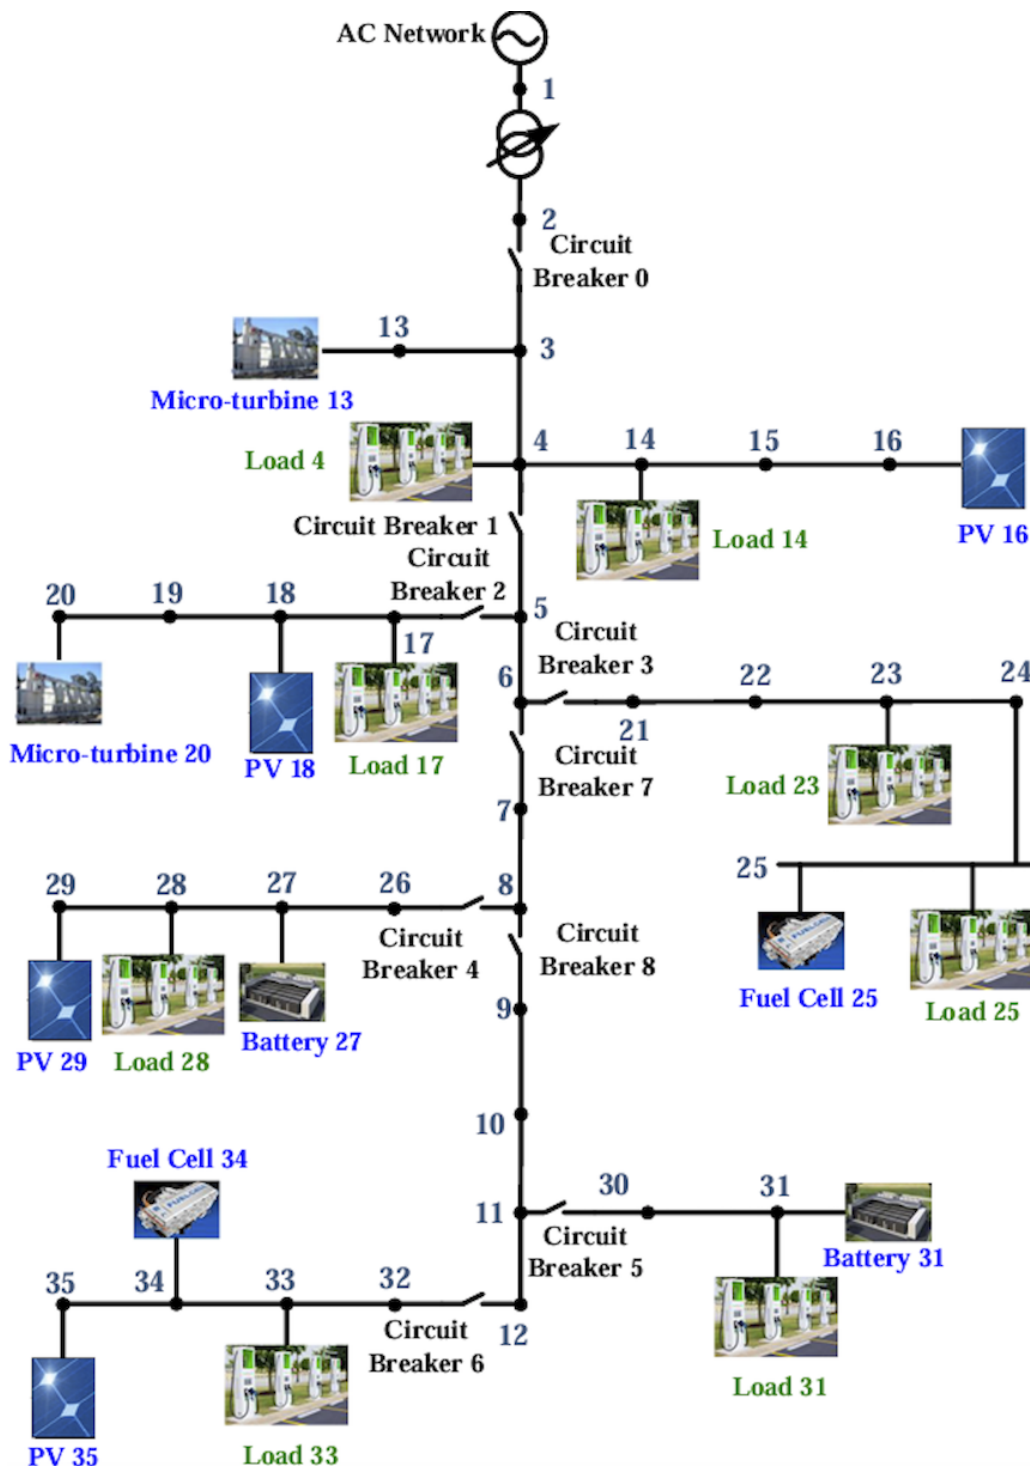 AC Network
1
2
Circuit
Breaker 0
13
3
Micro-turbine 13
Load 4
4
14
15
16
Circuit Breaker 1
Load 14
PV 16
Circuit
Breaker 2
20
19
18
17
5
Circuit
Breaker 3
6
21
22
23
24
Micro-turbine 20
PV 18
Load 17
Circuit
Breaker 7
Load 23
7
25
29
28
27
26
8
Circuit
Breaker 4
Circuit
Breaker 8
FUELCELL
Fuel Cell 25
Load 25
9
PV 29
Load 28
Battery 27
10
Fuel Cell 34
FUELCELL
11
30
31
Circuit
Breaker 5
Battery 31
35
34
33
32
12
Circuit
Breaker 6
Load 31
PV 35
Load 33